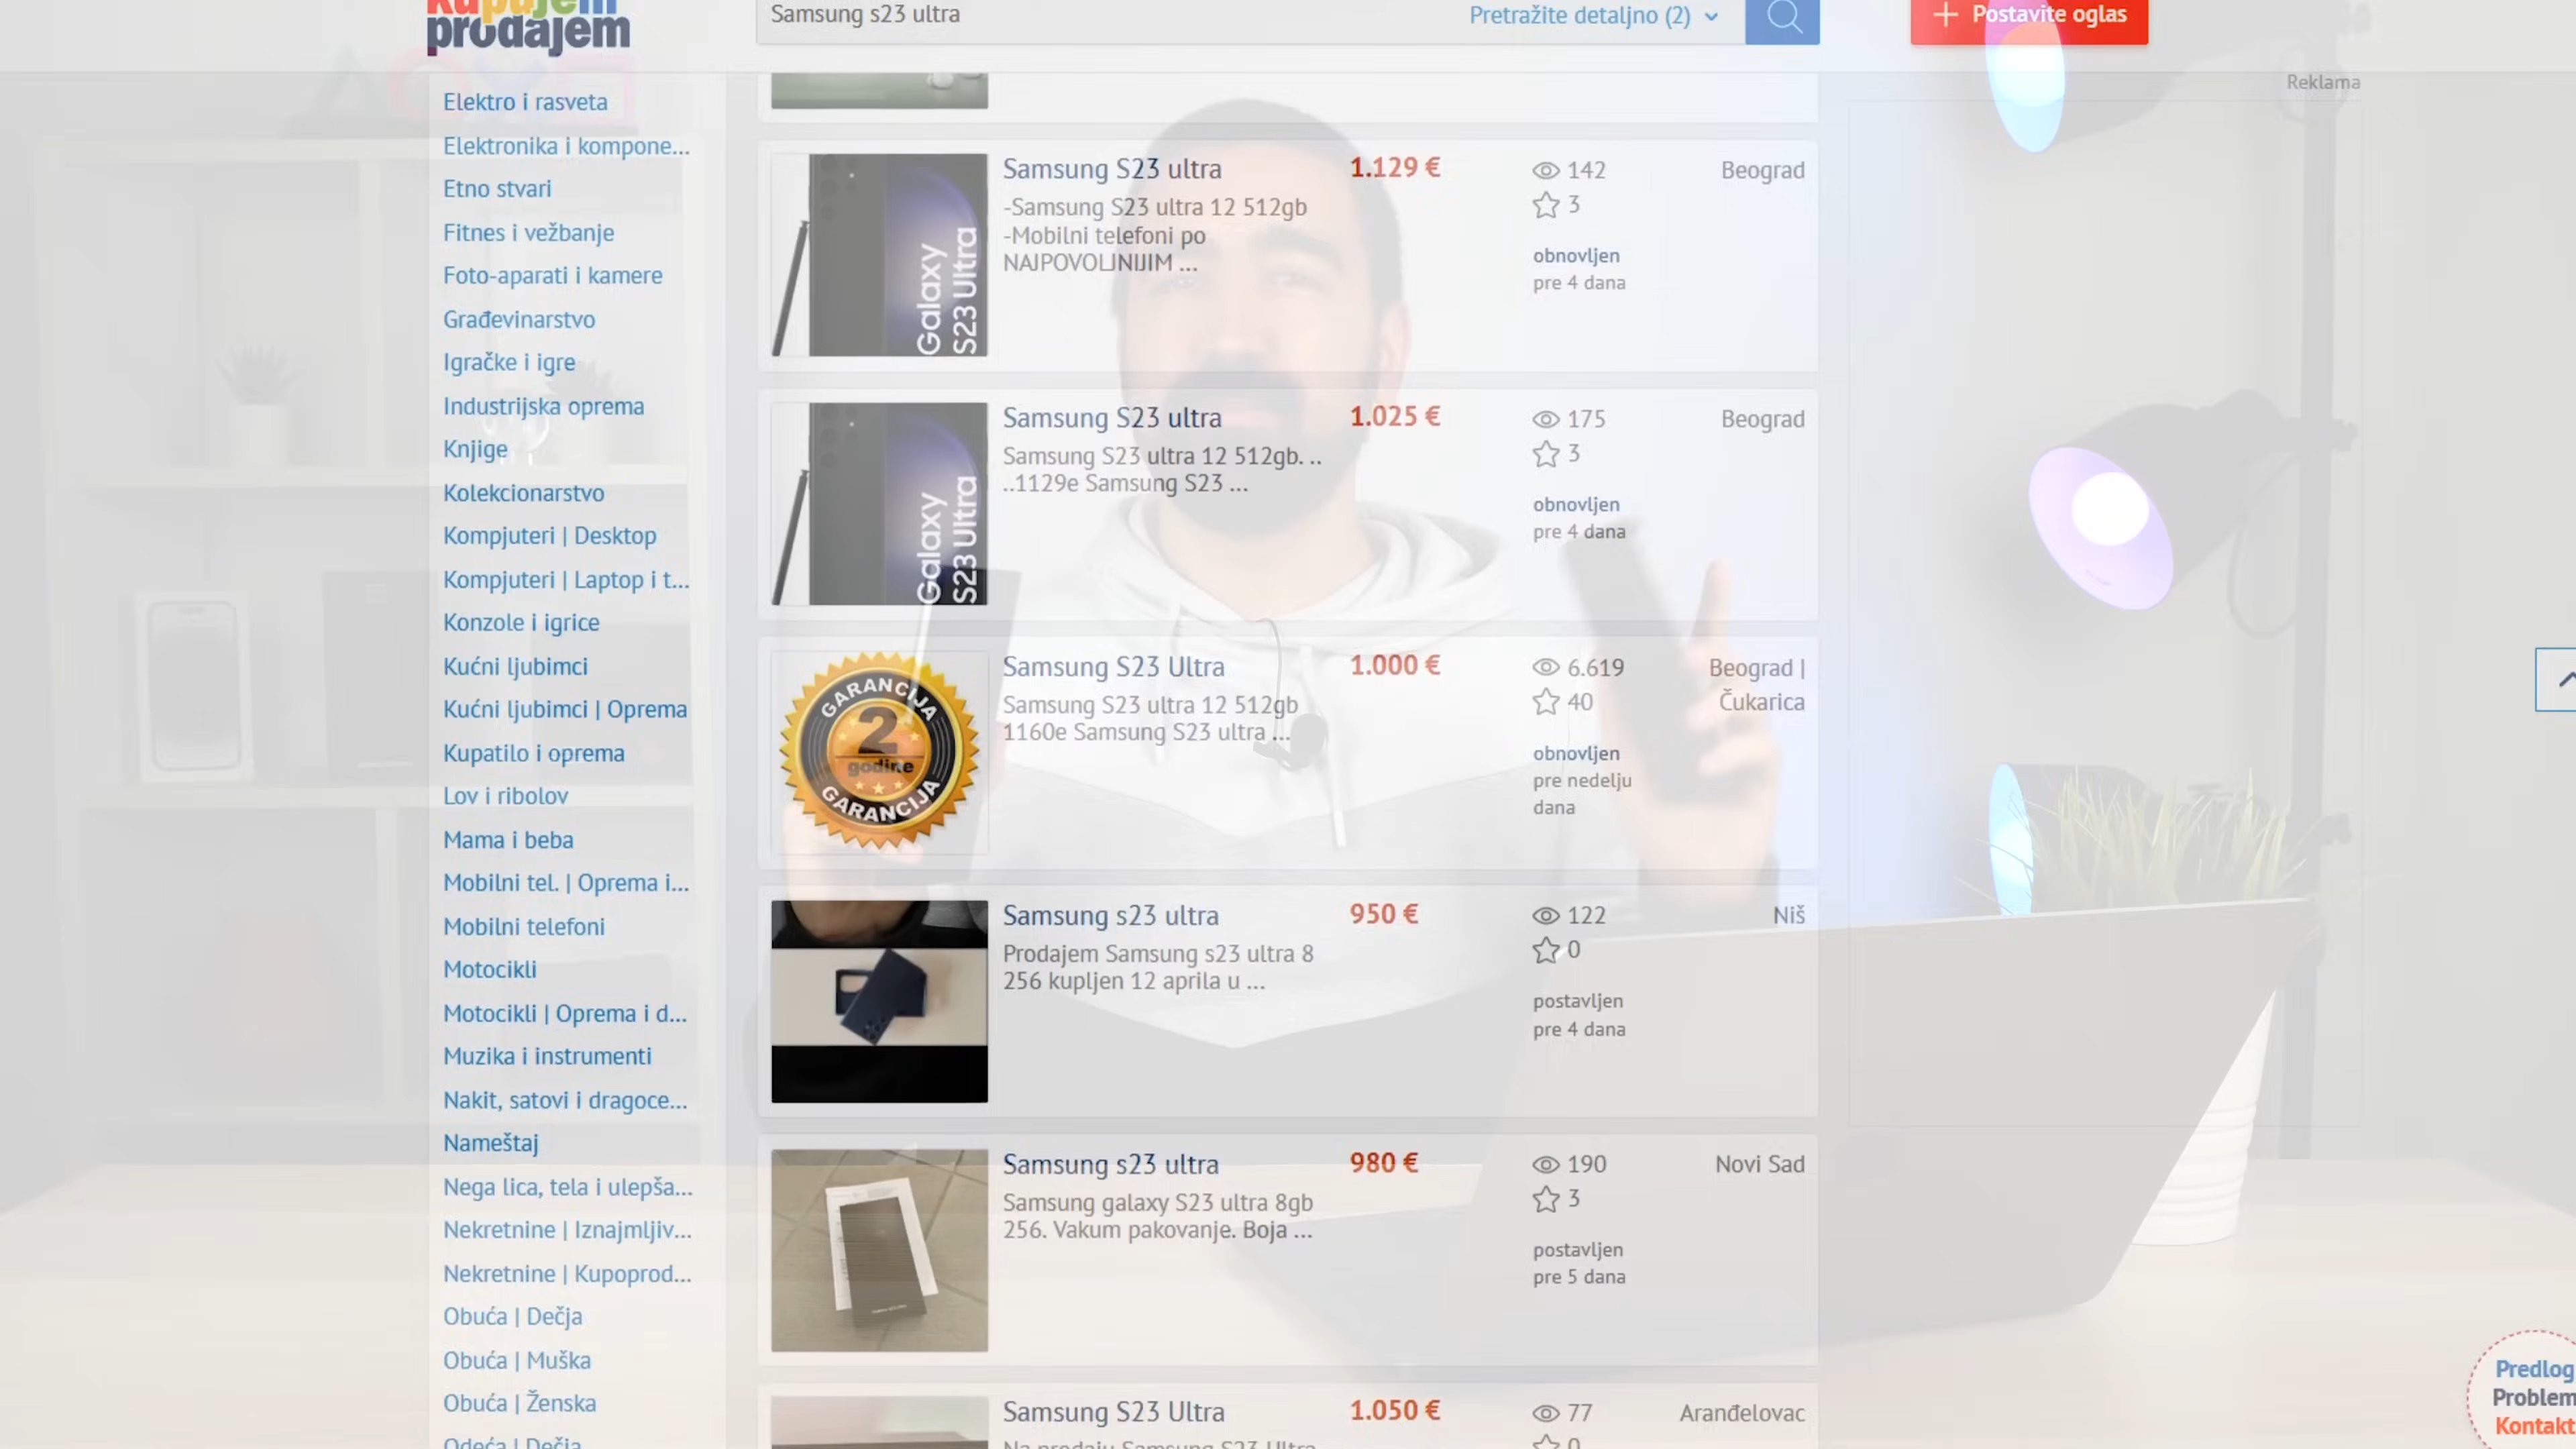 kupujem
prodajem
Samsung s23 ultra
Pretražite detaljno (2)
+ Postavite oglas
Reklama
Elektro i rasveta
Elektronika i kompone...
Etno stvari
Fitnes i vežbanje
Foto-aparati i kamere
Građevinarstvo
Igračke i igre
Industrijska oprema
Knjige
Kolekcionarstvo
Kompjuteri | Desktop
Kompjuteri | Laptop i t...
Konzole i igrice
Kućni ljubimci
Kućni ljubimci | Oprema
Kupatilo i oprema
Lov i ribolov
Mama i beba
Mobilni tel. | Oprema i...
Mobilni telefoni
Motocikli
Motocikli | Oprema i d...
Muzika i instrumenti
Nakit, satovi i dragoce...
Nameštaj
Nega lica, tela i ulepša...
Nekretnine | Iznajmljiv...
Nekretnine | Kupoprod...
Obuća | Dečja
Obuća | Muška
Obuća | Ženska
Odeća | Dečja
Galaxy
S23 Ultra
Samsung S23 ultra
-Samsung S23 ultra 12 512gb
-Mobilni telefoni po
NAJPOVOLJNIJIM ...
1.129 €
142
3
obnovljen
pre 4 dana
Beograd
Galaxy
S23 Ultra
Samsung S23 ultra
Samsung S23 ultra 12 512gb. ..
..1129e Samsung S23 ...
1.025 €
175
3
obnovljen
pre 4 dana
Beograd
GARANCIJA
2
godine
GARANCIJA
Samsung S23 Ultra
Samsung S23 ultra 12 512gb
1160e Samsung S23 ultra ...
1.000 €
6.619
40
obnovljen
pre nedelju
dana
Beograd |
Čukarica
Samsung s23 ultra
Prodajem Samsung s23 ultra 8
256 kupljen 12 aprila u ...
950 €
122
0
postavljen
pre 4 dana
Niš
Samsung s23 ultra
Samsung galaxy S23 ultra 8gb
256. Vakum pakovanje. Boja ...
980 €
190
3
postavljen
pre 5 dana
Novi Sad
Samsung S23 Ultra
Na prodaju Samsung S23 Ultra
1.050 €
77
0
Aranđelovac
Predlog
Problem
Kontakt